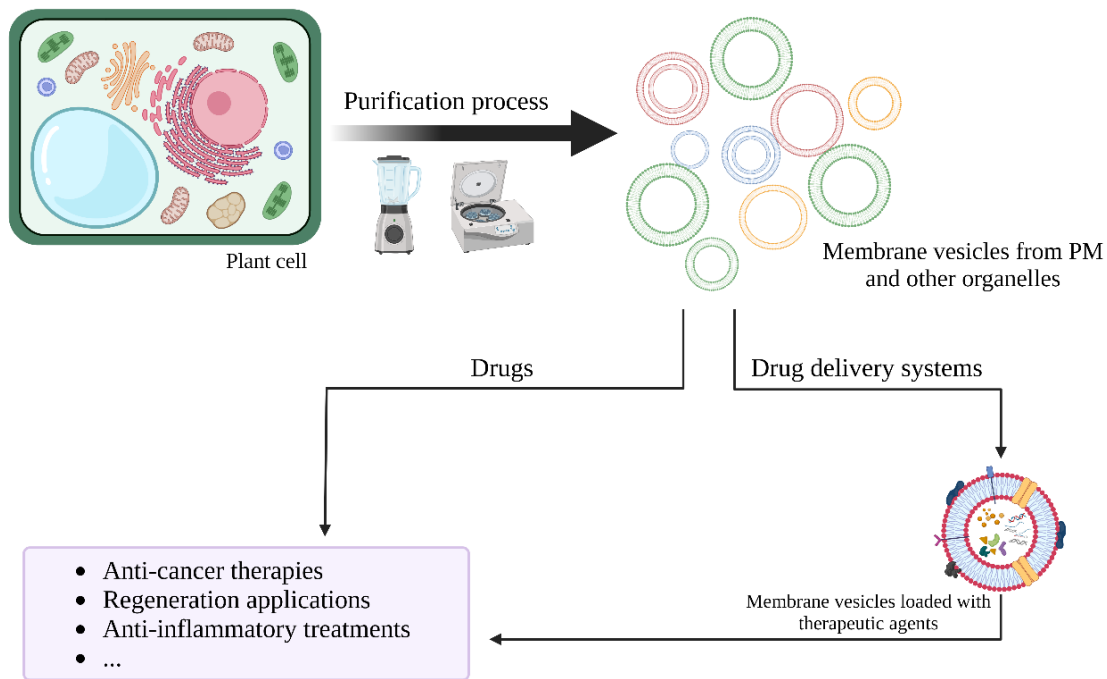 Purification process
Plant cell
Membrane vesicles from PM
and other organelles
Drugs
Drug delivery systems
• Anti-cancer therapies
• Regeneration applications
• Anti-inflammatory treatments
• ...
Membrane vesicles loaded with
therapeutic agents